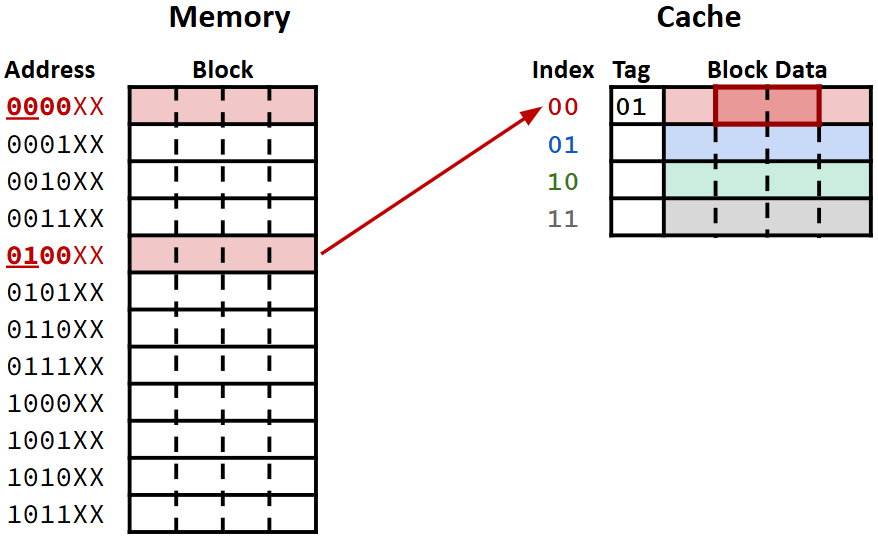 Memory Cache
Address Block Index Tag Block Data
0000XX 00 01
0001XX 01
0010XX 10
0011XX 11
0100XX
0101XX
0110XX
0111XX
1000XX
1001XX
1010XX
1011XX